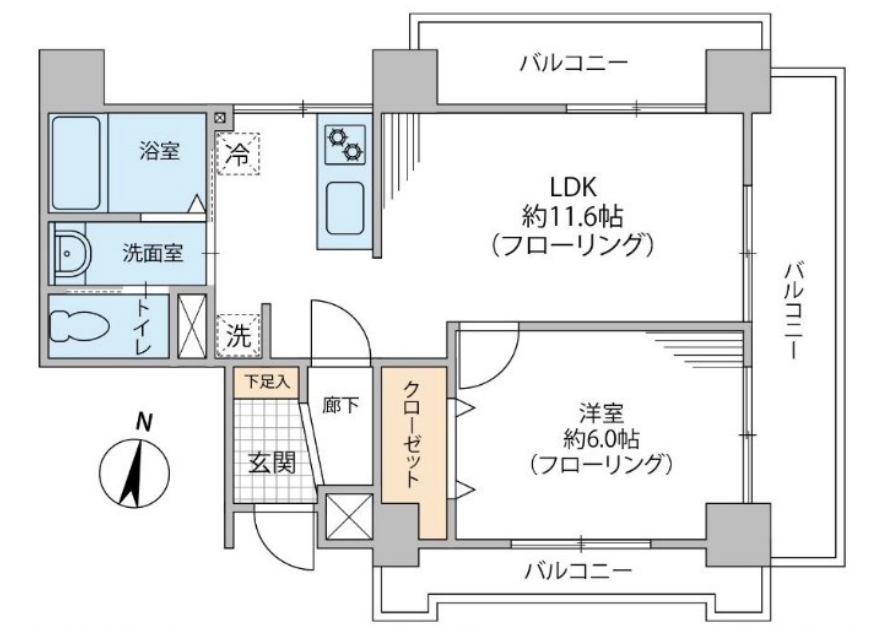 バルコニー
浴室
冷
LDK
約11.6帖
(フローリング)
洗面室
バルコニー
トイレ
洗
下足入
廊下
クローゼット
洋室
約6.0帖
(フローリング)
N
玄関
バルコニー